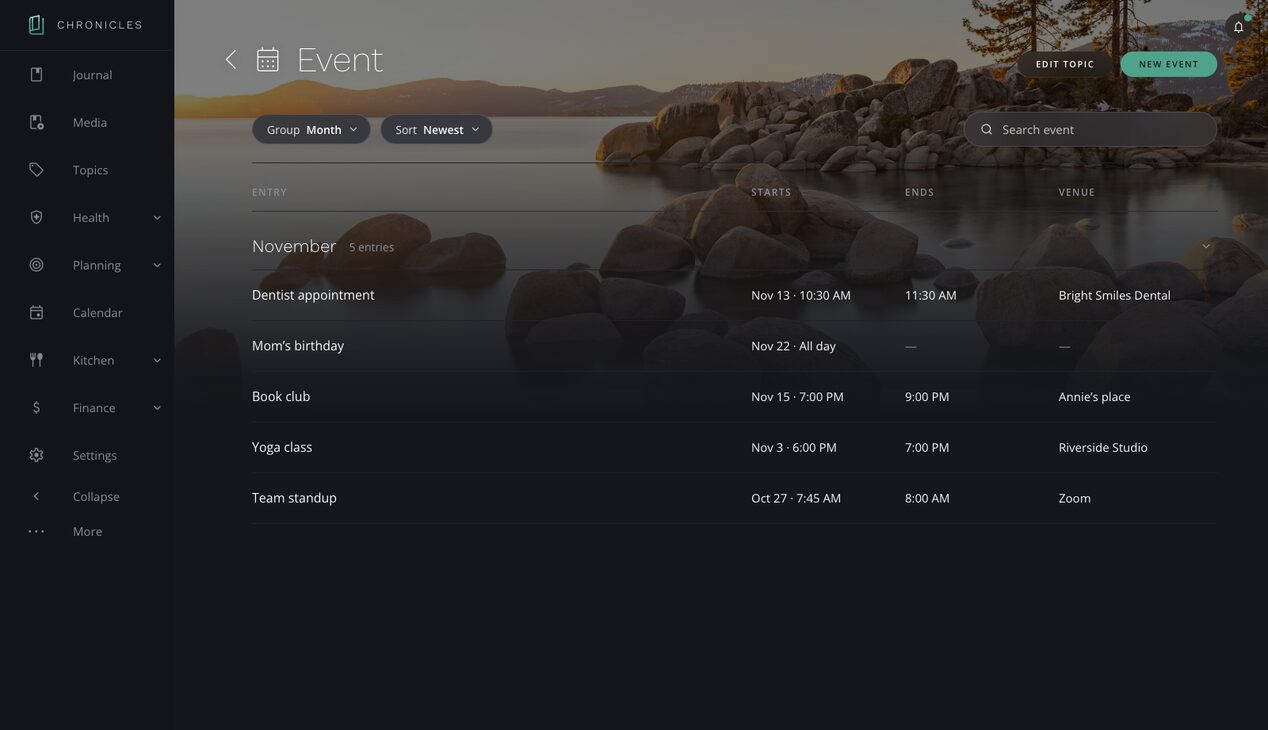 CHRONICLES
Journal
Media
Topics
Health
Planning
Calendar
Kitchen
Finance
Settings
Collapse
More
Event
EDIT TOPIC
NEW EVENT
Group Month
Sort Newest
Search event
ENTRY STARTS ENDS VENUE
November 5 entries
Dentist appointment Nov 13 · 10:30 AM 11:30 AM Bright Smiles Dental
Mom’s birthday Nov 22 · All day — —
Book club Nov 15 · 7:00 PM 9:00 PM Annie’s place
Yoga class Nov 3 · 6:00 PM 7:00 PM Riverside Studio
Team standup Oct 27 · 7:45 AM 8:00 AM Zoom